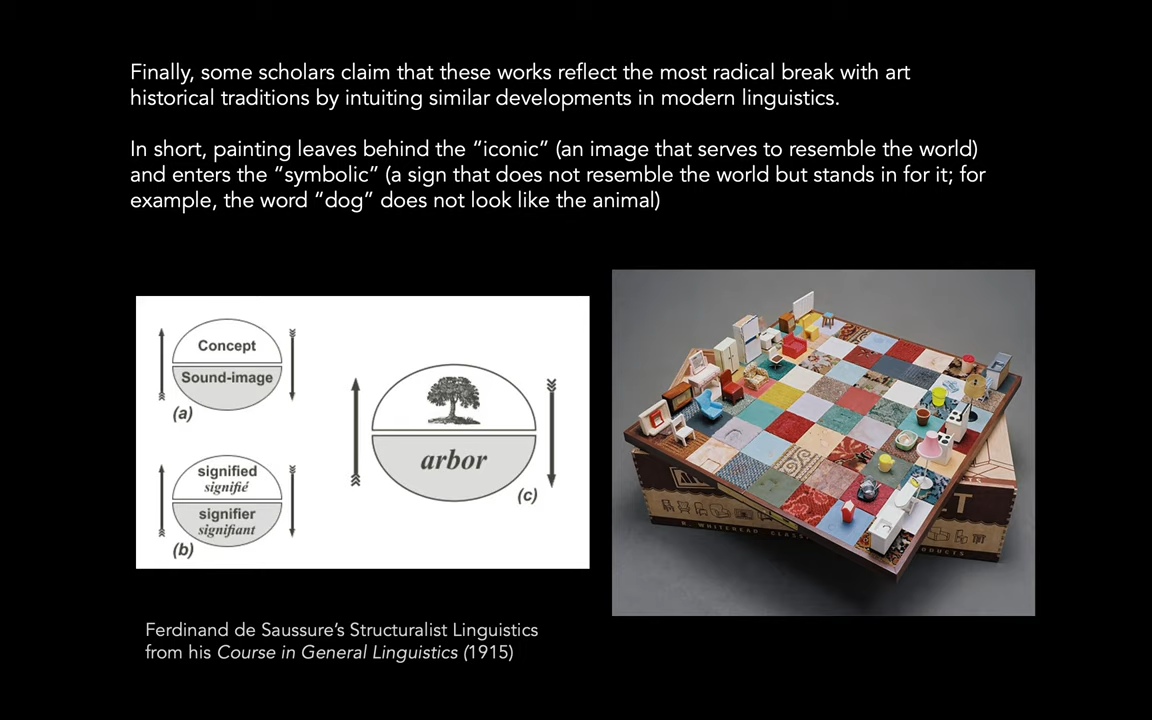 Finally, some scholars claim that these works reflect the most radical break with art
historical traditions by intuiting similar developments in modern linguistics.
In short, painting leaves behind the “iconic” (an image that serves to resemble the world)
and enters the “symbolic” (a sign that does not resemble the world but stands in for it; for
example, the word “dog” does not look like the animal)
Concept
Sound-image
(a)
signified
signifié
signifier
signifiant
(b)
arbor
(c)
R. WHITEREAD CLASS
PRODUCTS
Ferdinand de Saussure’s Structuralist Linguistics
from his Course in General Linguistics (1915)